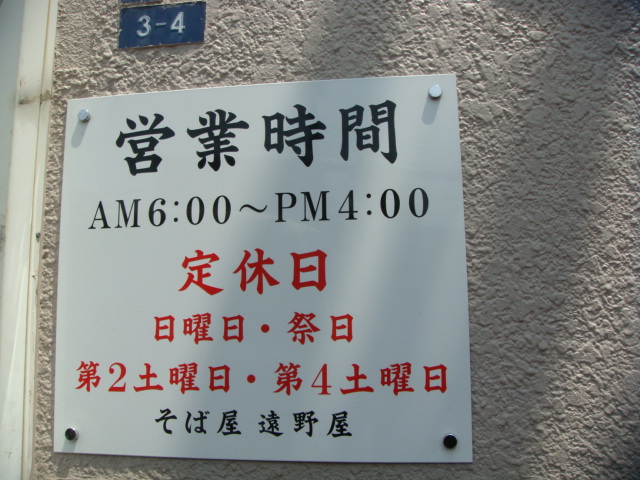 3-4
営業時間
AM6:00～PM4:00
定休日
日曜日・祭日
第2土曜日・第4土曜日
そば屋 遠野屋